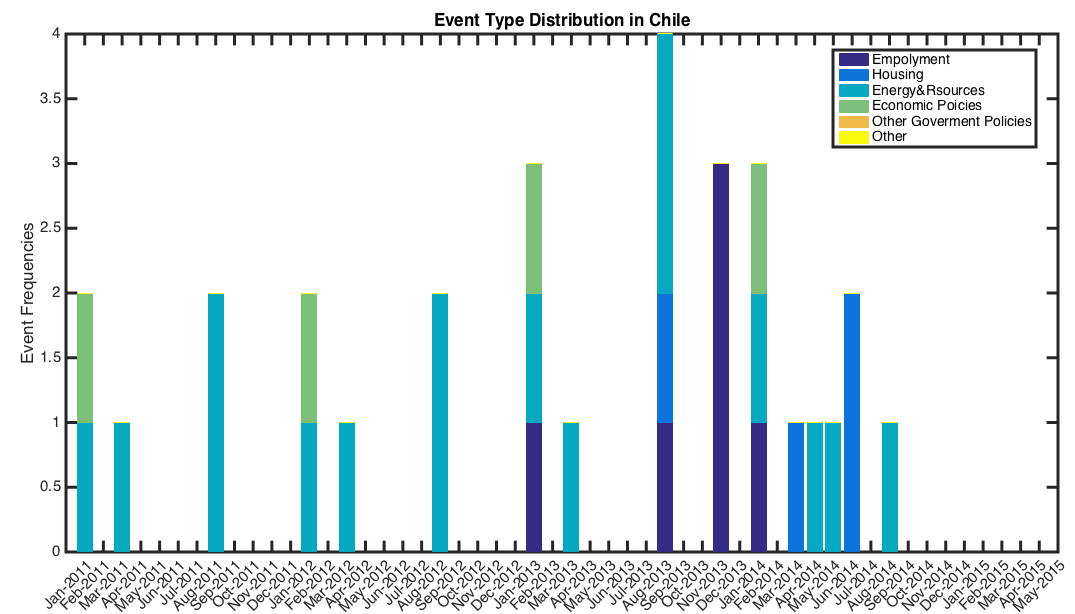 Event Type Distribution in Chile
4
3.5
3
2.5
2
1.5
1
0.5
0
Event Frequencies
Empolyment
Housing
Energy&Rsources
Economic Poicies
Other Goverment Policies
Other
Jan-2011
Feb-2011
Mar-2011
Apr-2011
May-2011
Jun-2011
Jul-2011
Aug-2011
Sep-2011
Oct-2011
Nov-2011
Dec-2011
Jan-2012
Feb-2012
Mar-2012
Apr-2012
May-2012
Jun-2012
Jul-2012
Aug-2012
Sep-2012
Oct-2012
Nov-2012
Dec-2012
Jan-2013
Feb-2013
Mar-2013
Apr-2013
May-2013
Jun-2013
Jul-2013
Aug-2013
Sep-2013
Oct-2013
Nov-2013
Dec-2013
Jan-2014
Feb-2014
Mar-2014
Apr-2014
May-2014
Jun-2014
Jul-2014
Aug-2014
Sep-2014
Oct-2014
Nov-2014
Dec-2014
Jan-2015
Feb-2015
Mar-2015
Apr-2015
May-2015